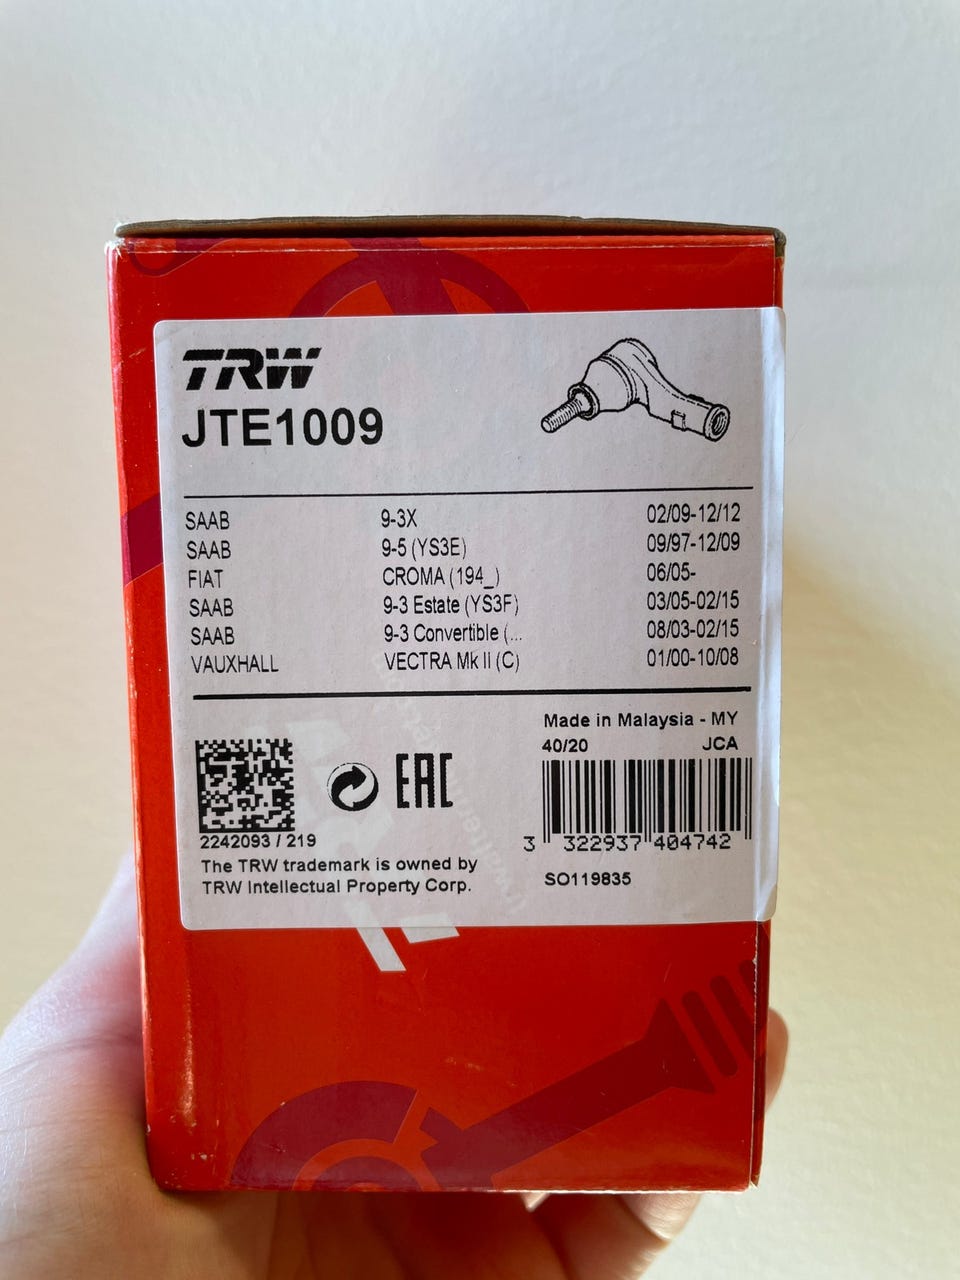 TRW
JTE1009
SAAB 9-3X 02/09-12/12
SAAB 9-5 (YS3E) 09/97-12/09
FIAT CROMA (194_) 06/05-
SAAB 9-3 Estate (YS3F) 03/05-02/15
SAAB 9-3 Convertible (... 08/03-02/15
VAUXHALL VECTRA Mk II (C) 01/00-10/08
Made in Malaysia - MY
40/20 JCA
EAC
2242093 / 219
3 322937 404742
The TRW trademark is owned by
TRW Intellectual Property Corp.
SO119835